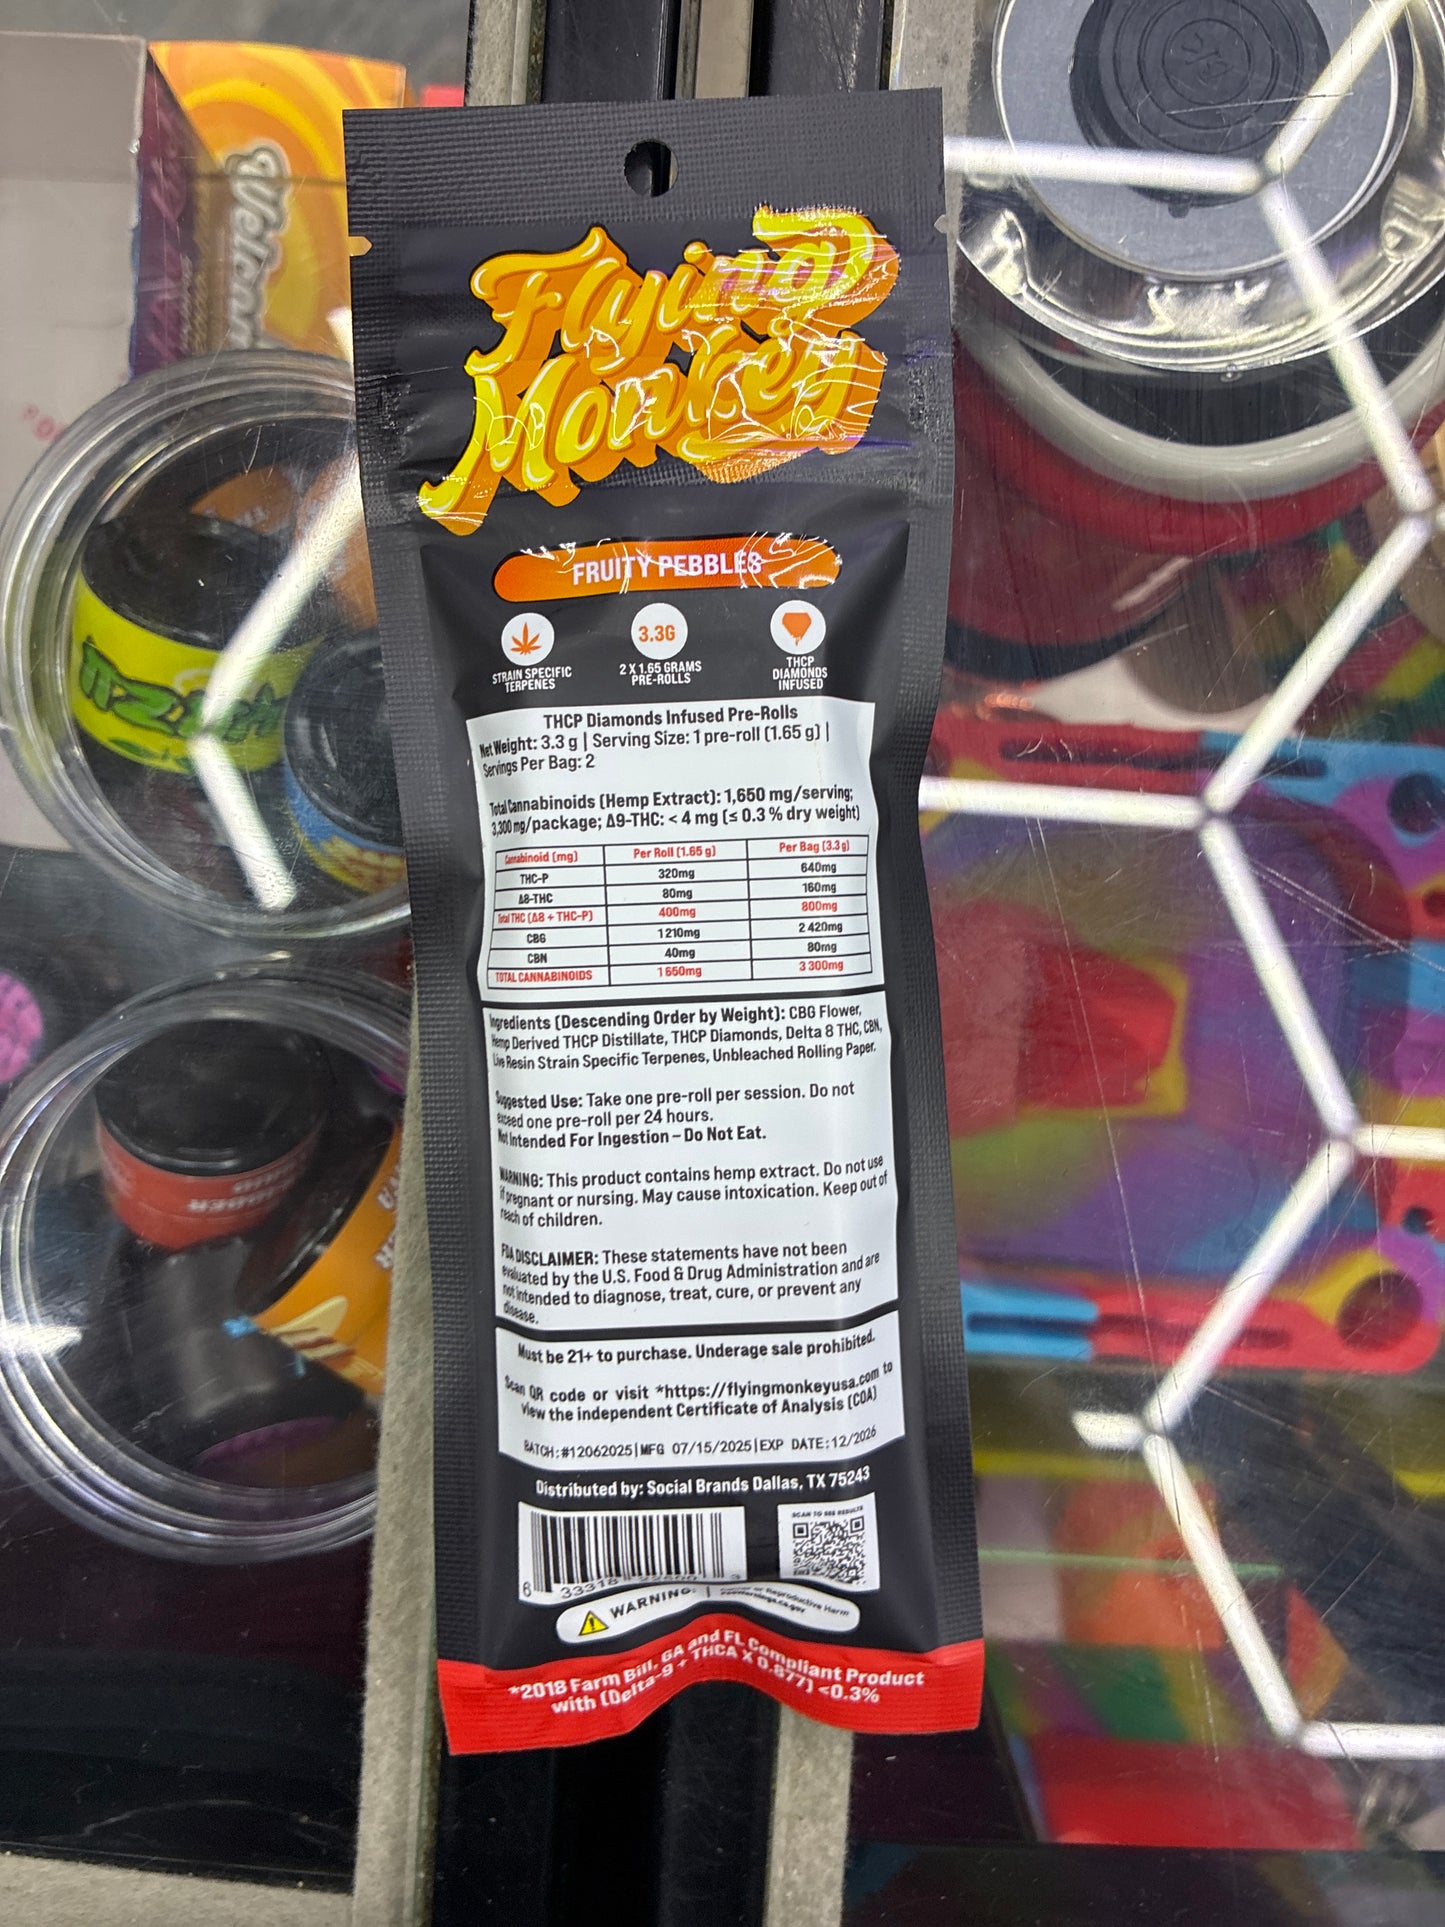 Flying
Monkey
FRUITY PEBBLES
STRAIN SPECIFIC
TERPENES
3.3G
2 X 1.65 GRAMS
PRE-ROLLS
THCP
DIAMONDS
INFUSED
THCP Diamonds Infused Pre-Rolls
Net Weight: 3.3 g | Serving Size: 1 pre-roll (1.65 g) |
Servings Per Bag: 2
Total Cannabinoids (Hemp Extract): 1,650 mg/serving;
3,300 mg/package; Δ9-THC: < 4 mg (≤ 0.3 % dry weight)
Cannabinoid (mg) Per Roll (1.65 g) Per Bag (3.3 g)
THC-P 320mg 640mg
Δ8-THC 80mg 160mg
Total THC (Δ8 + THC-P) 400mg 800mg
CBG 1 210mg 2 420mg
CBN 40mg 80mg
TOTAL CANNABINOIDS 1 650mg 3 300mg
Ingredients (Descending Order by Weight): CBG Flower,
Hemp Derived THCP Distillate, THCP Diamonds, Delta 8 THC, CBN,
Live Resin Strain Specific Terpenes, Unbleached Rolling Paper.
Suggested Use: Take one pre-roll per session. Do not
exceed one pre-roll per 24 hours.
Not Intended For Ingestion – Do Not Eat.
WARNING: This product contains hemp extract. Do not use
if pregnant or nursing. May cause intoxication. Keep out of
reach of children.
FDA DISCLAIMER: These statements have not been
evaluated by the U.S. Food & Drug Administration and are
not intended to diagnose, treat, cure, or prevent any
disease.
Must be 21+ to purchase. Underage sale prohibited.
Scan QR code or visit *https://flyingmonkeyusa.com to
view the independent Certificate of Analysis (COA)
BATCH:#12062025|MFG 07/15/2025|EXP DATE:12/2026
Distributed by: Social Brands Dallas, TX 75243
SCAN TO SEE RESULTS
6 33318 3
WARNING: Reproductive Harm
*2018 Farm Bill, GA and FL Compliant Product
with (Delta-9 + THCA X 0.877) <0.3%